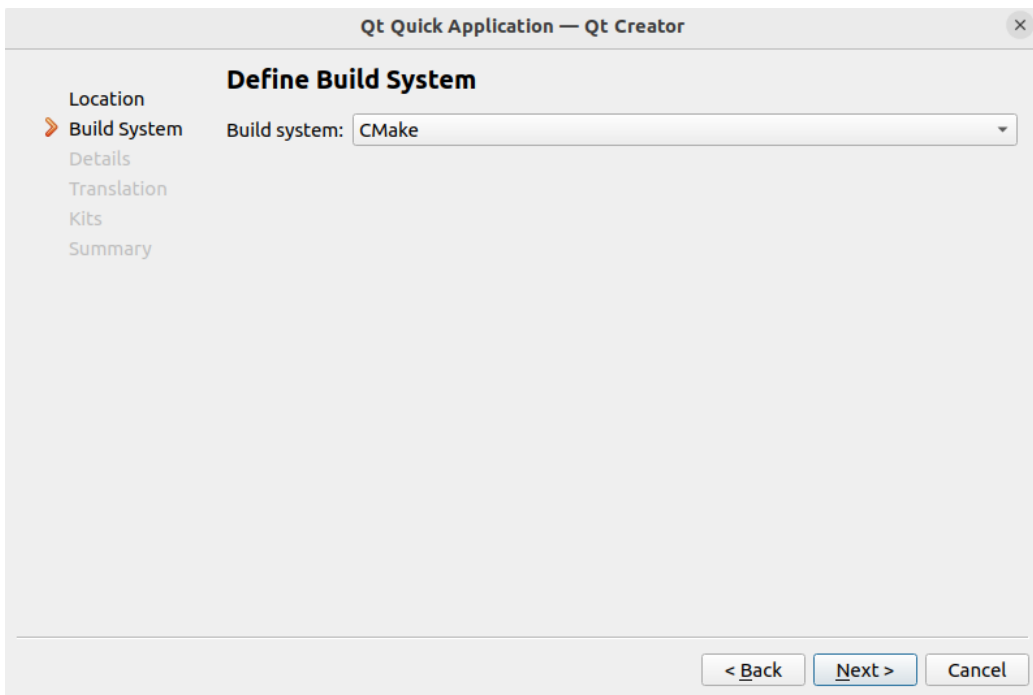 Qt Quick Application — Qt Creator
Location
Build System
Details
Translation
Kits
Summary
Define Build System
Build system: CMake
< Back Next > Cancel